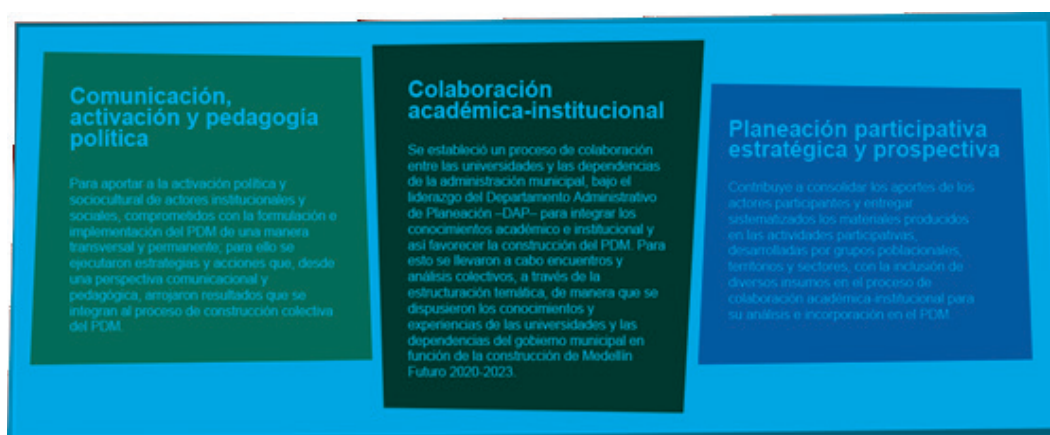 Comunicación,
activación y pedagogía
política
Para aportar a la activación política y
sociocultural de actores institucionales y
sociales, comprometidos con la formulación e
implementación del PDM de una manera
transversal y permanente; para ello se
ejecutaron estrategias y acciones que, desde
una perspectiva comunicacional y
pedagógica, arrojaron resultados que se
integran al proceso de construcción colectiva
del PDM.
Colaboración
académica-institucional
Se estableció un proceso de colaboración
entre las universidades y las dependencias
de la administración municipal, bajo el
liderazgo del Departamento Administrativo
de Planeación –DAP– para integrar los
conocimientos académico e institucional y
así favorecer la construcción del PDM. Para
esto se llevaron a cabo encuentros y
análisis colectivos, a través de la
estructuración temática, de manera que se
dispusieron los conocimientos y
experiencias de las universidades y las
dependencias del gobierno municipal en
función de la construcción de Medellín
Futuro 2020-2023.
Planeación participativa
estratégica y prospectiva
Contribuye a consolidar los aportes de los
actores participantes y entregar
sistematizados los materiales producidos
en las actividades participativas,
desarrolladas por grupos poblacionales,
territorios y sectores, con la inclusión de
diversos insumos en el proceso de
colaboración académica-institucional para
su análisis e incorporación en el PDM.